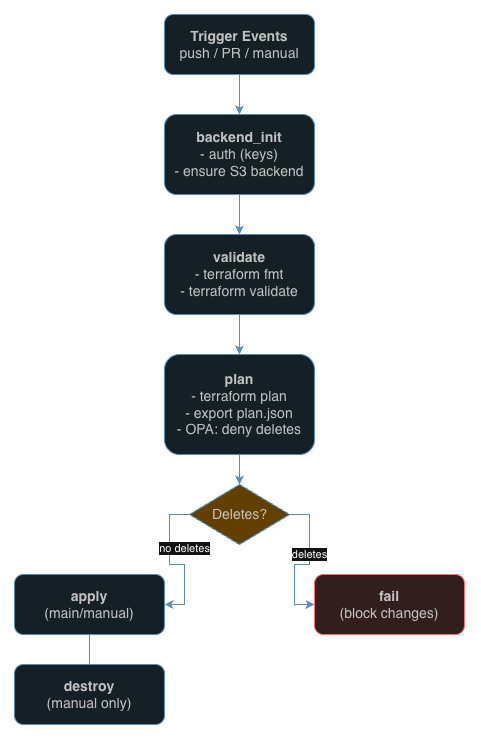 Trigger Events
push / PR / manual
backend_init
- auth (keys)
- ensure S3 backend
validate
- terraform fmt
- terraform validate
plan
- terraform plan
- export plan.json
- OPA: deny deletes
Deletes?
no deletes
deletes
apply
(main/manual)
fail
(block changes)
destroy
(manual only)